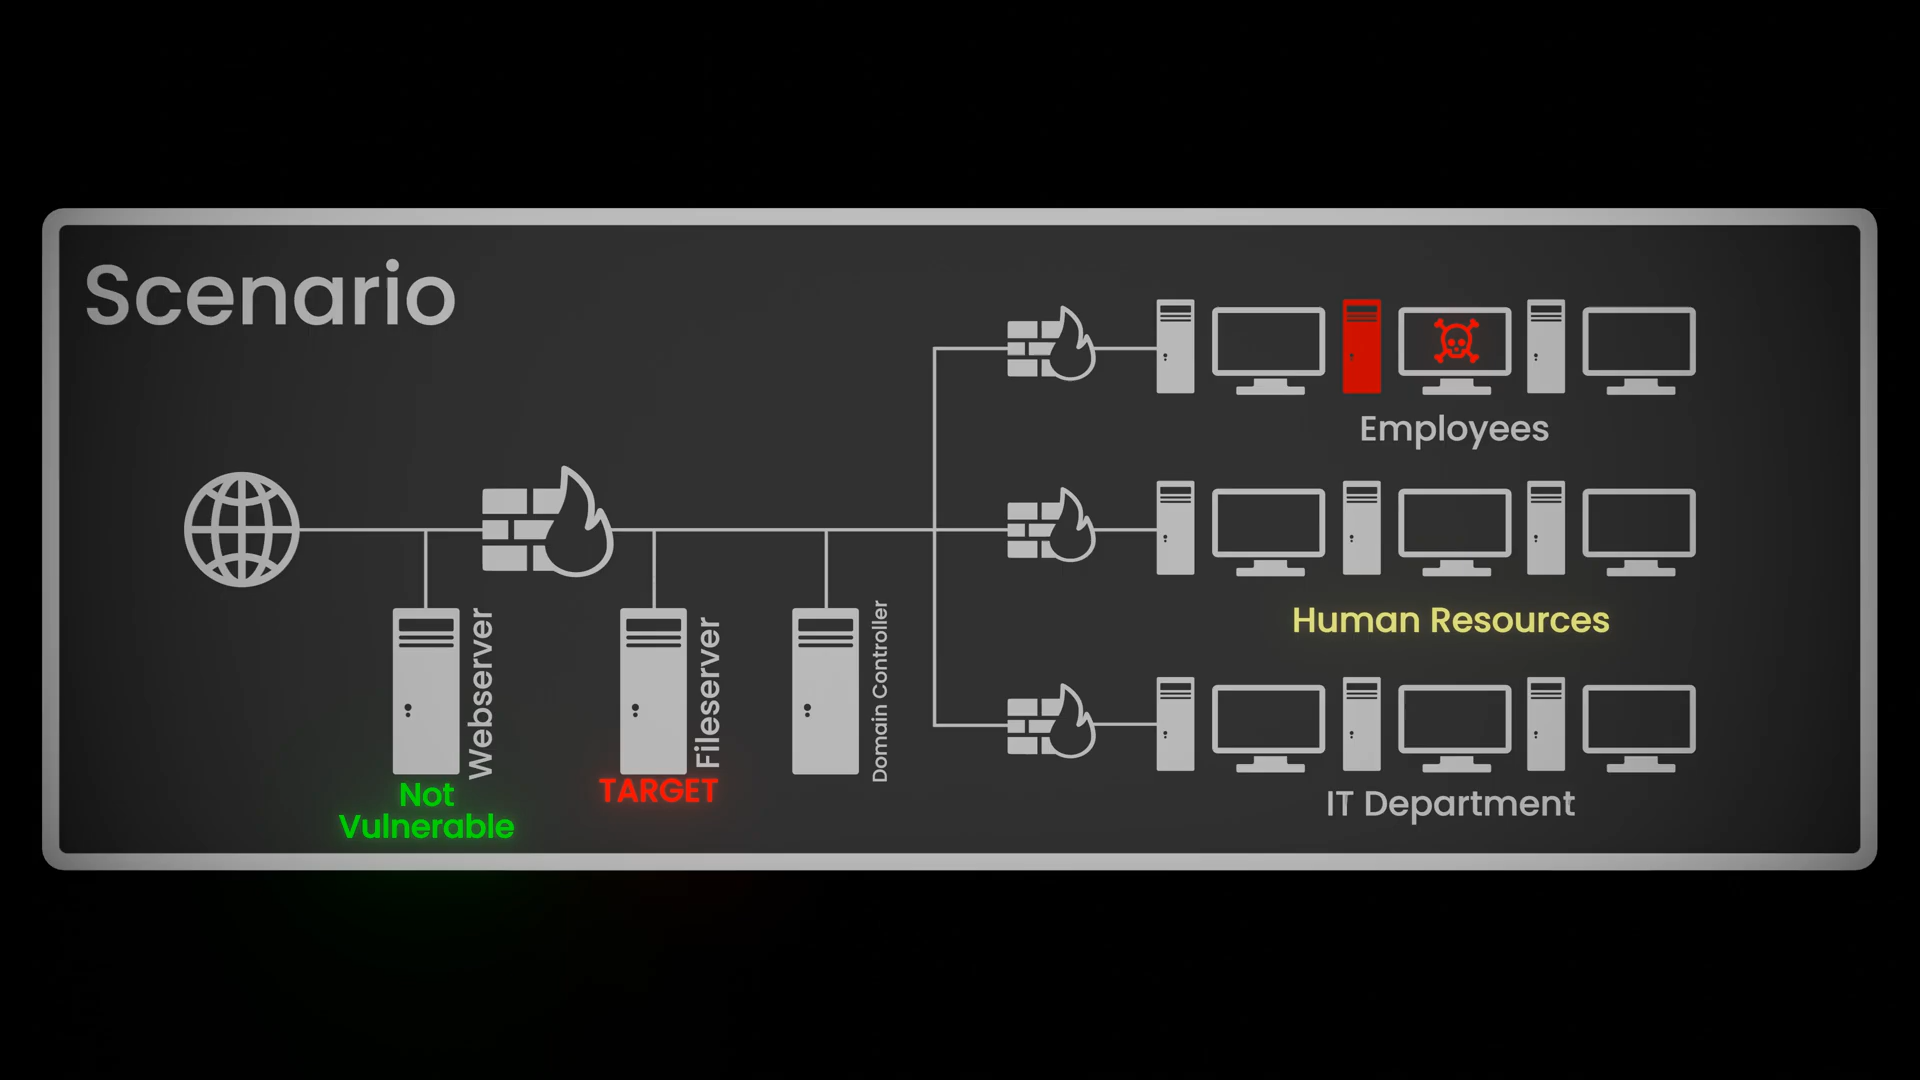 Scenario
Employees
Human Resources
Webserver
Fileserver
Domain Controller
Not
Vulnerable
TARGET
IT Department